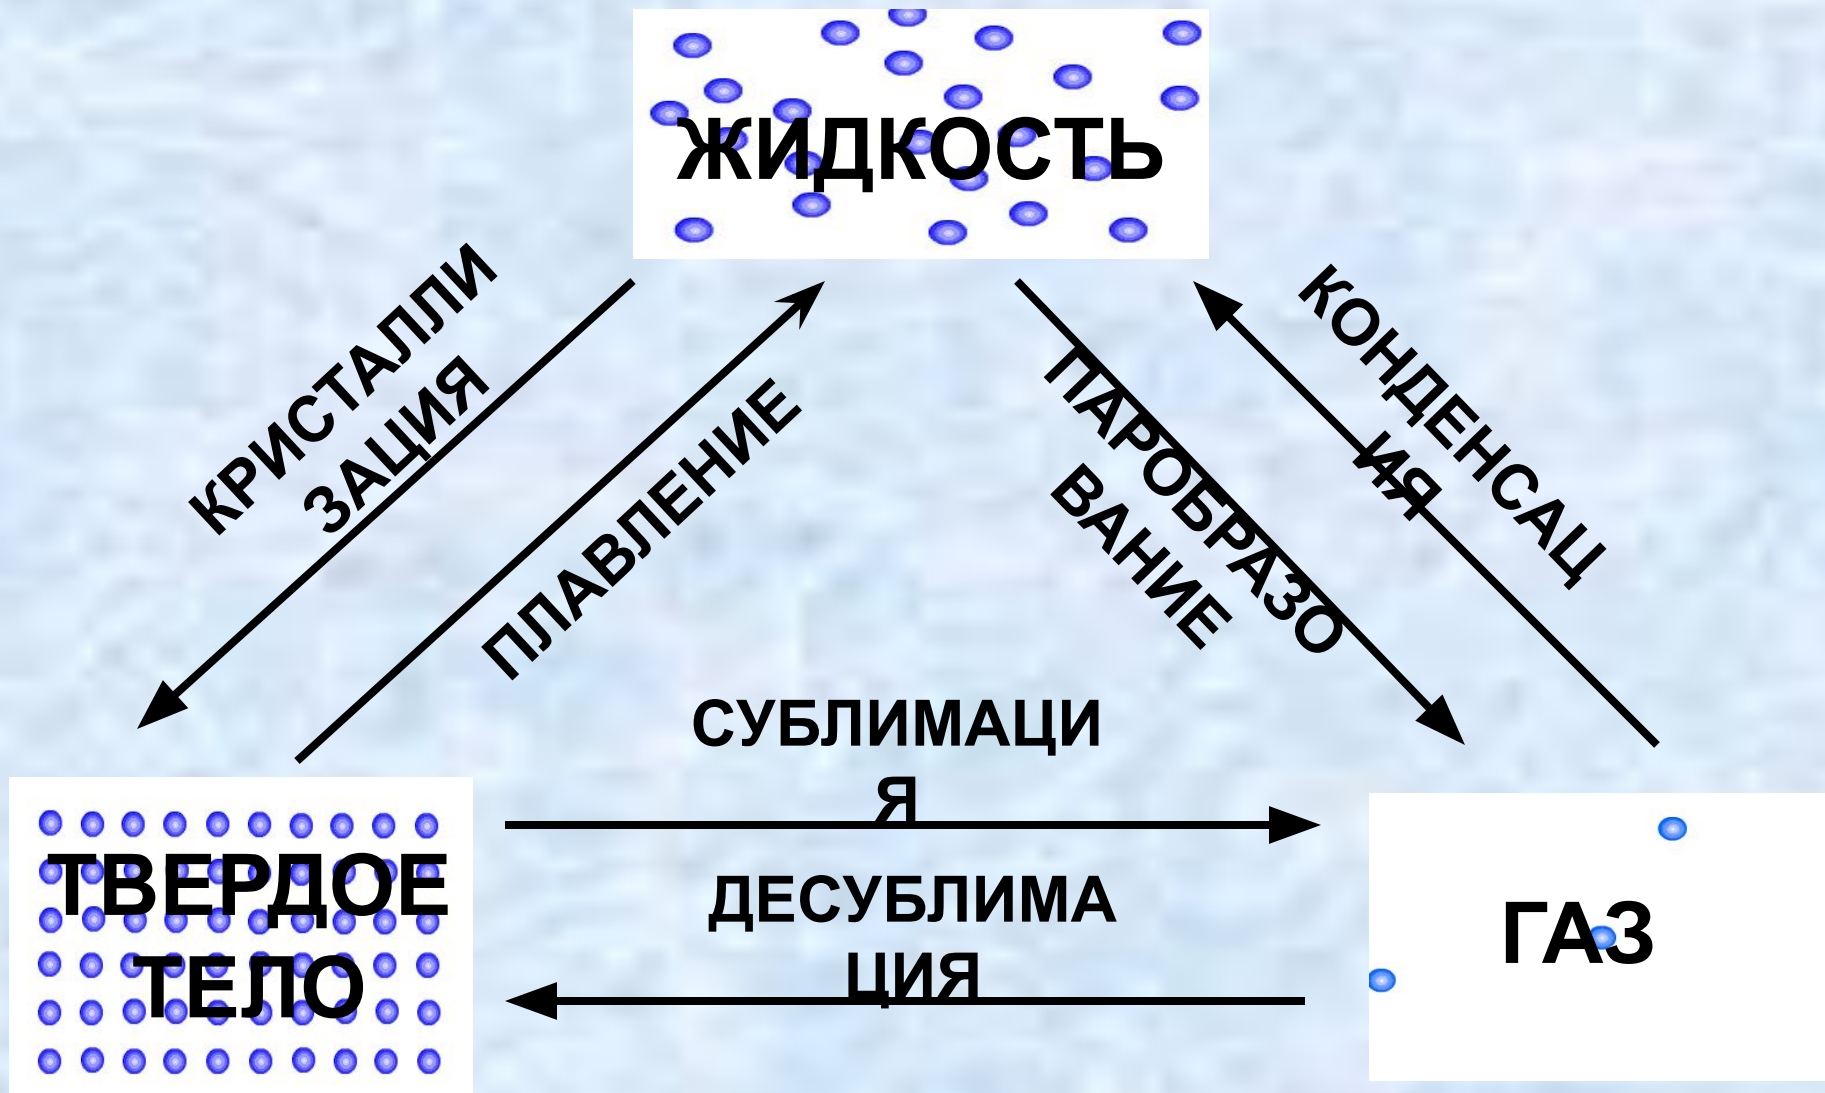 ЖИДКОСТЬ
КРИСТАЛЛИ
ЗАЦИЯ
ПЛАВЛЕНИЕ
ПАРОБРАЗО
ВАНИЕ
КОНДЕНСАЦ
ИЯ
СУБЛИМАЦИ
Я
ДЕСУБЛИМА
ЦИЯ
ТВЕРДОЕ
ТЕЛО
ГАЗ